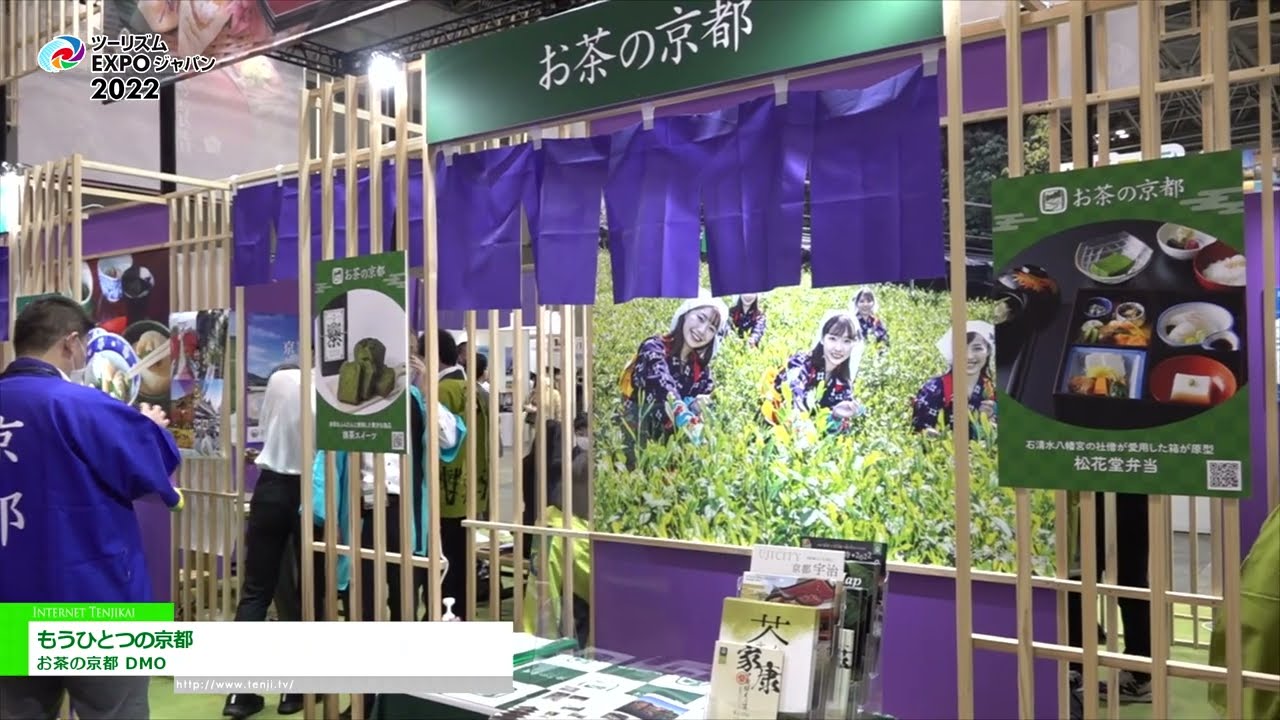 ツーリズム
EXPOジャパン
2022
お茶の京都
お茶の京都
石清水八幡宮の社僧が愛用した箱が原型
松花堂弁当
お茶の京都
抹茶スイーツ
京都
UJI CITY
京都宇治
家康
INTERNET TENJIKAI
もうひとつの京都
お茶の京都 DMO
http://www.tenji.tv/